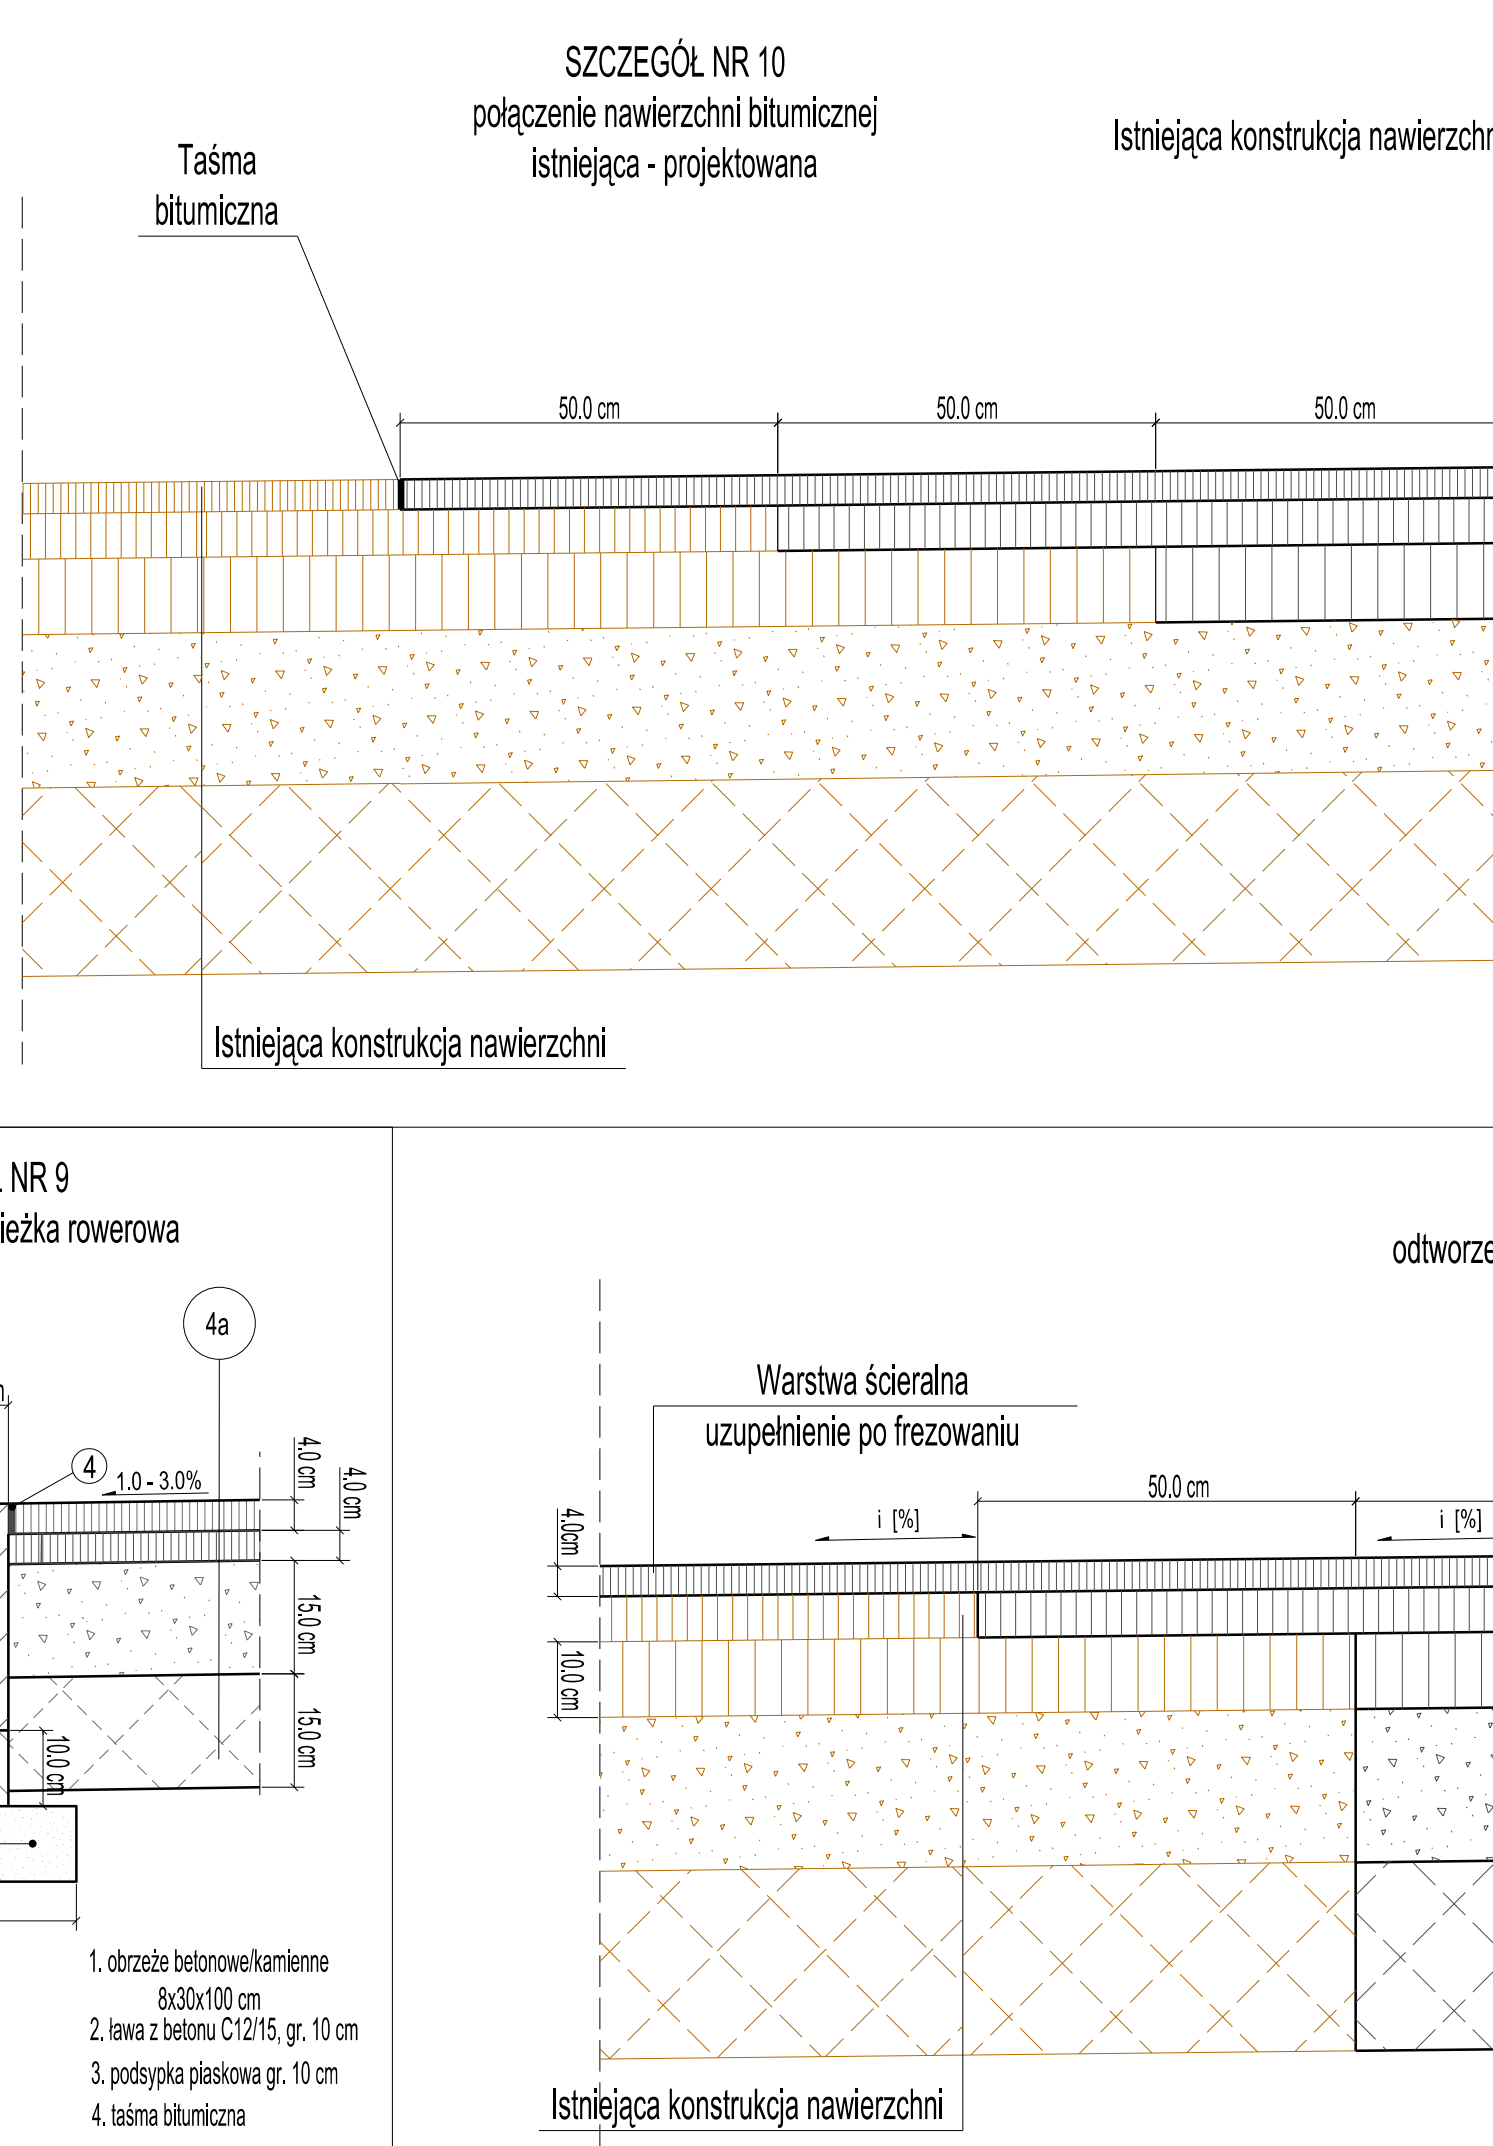 SZCZEGÓŁ NR 10
połączenie nawierzchni bitumicznej
istniejąca - projektowana
Istniejąca konstrukcja
Taśma
bitumiczna
50.0 cm
50.0 cm
50.0 cm
Istniejąca konstrukcja nawierzchni
NR 9
rowerowa
4a
4
1.0 - 3.0%
4.0 cm
4.0 cm
15.0 cm
15.0 cm
10.0 cm
1. obrzeże betonowe/kamienne
8x30x100 cm
2. ława z betonu C12/15, gr. 10 cm
3. podsypka piaskowa gr. 10 cm
4. taśma bitumiczna
Warstwa ścieralna
uzupełnienie po frezowaniu
50.0 cm
i [%]
i [%]
4.0cm
10.0 cm
Istniejąca konstrukcja nawierzchni